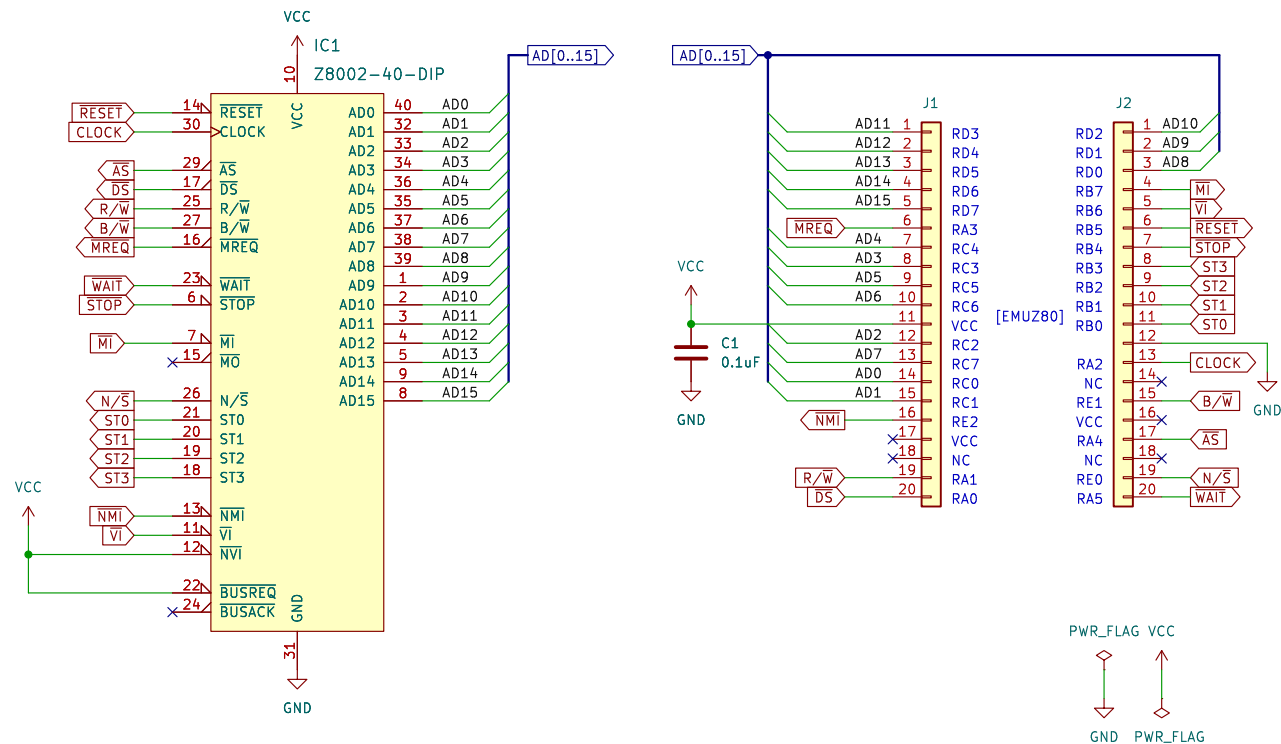 VCC
IC1
Z8002-40-DIP
10
VCC
RESET 14 RESET AD0 40 AD0
CLOCK 30 CLOCK AD1 32 AD1
AD2 33 AD2
AS 29 AS AD3 34 AD3
DS 17 DS AD4 36 AD4
R/W 25 R/W AD5 35 AD5
B/W 27 B/W AD6 37 AD6
MREQ 16 MREQ AD7 38 AD7
AD8 39 AD8
WAIT 23 WAIT AD9 1 AD9
STOP 6 STOP AD10 2 AD10
AD11 3 AD11
MI 7 MI AD12 4 AD12
15 MO AD13 5 AD13
AD14 9 AD14
N/S 26 N/S AD15 8 AD15
ST0 21 ST0
ST1 20 ST1
ST2 19 ST2
ST3 18 ST3
VCC
NMI 13 NMI
VI 11 VI
12 NVI
22 BUSREQ
24 BUSACK
GND
31
GND
AD[0..15]
AD[0..15]
J1
AD11 1 RD3
AD12 2 RD4
AD13 3 RD5
AD14 4 RD6
AD15 5 RD7
MREQ 6 RA3
AD4 7 RC4
AD3 8 RC3
AD5 9 RC5
AD6 10 RC6
VCC
11 VCC
AD2 12 RC2
AD7 13 RC7
AD0 14 RC0
AD1 15 RC1
NMI 16 RE2
17 VCC
18 NC
R/W 19 RA1
DS 20 RA0
C1
0.1uF
GND
[EMUZ80]
J2
RD2 1 AD10
RD1 2 AD9
RD0 3 AD8
RB7 4 MI
RB6 5 VI
RB5 6 RESET
RB4 7 STOP
RB3 8 ST3
RB2 9 ST2
RB1 10 ST1
RB0 11 ST0
12
RA2 13 CLOCK
NC 14
RE1 15 B/W
VCC 16
RA4 17 AS
NC 18
RE0 19 N/S
RA5 20 WAIT
GND
PWR_FLAG VCC
GND PWR_FLAG